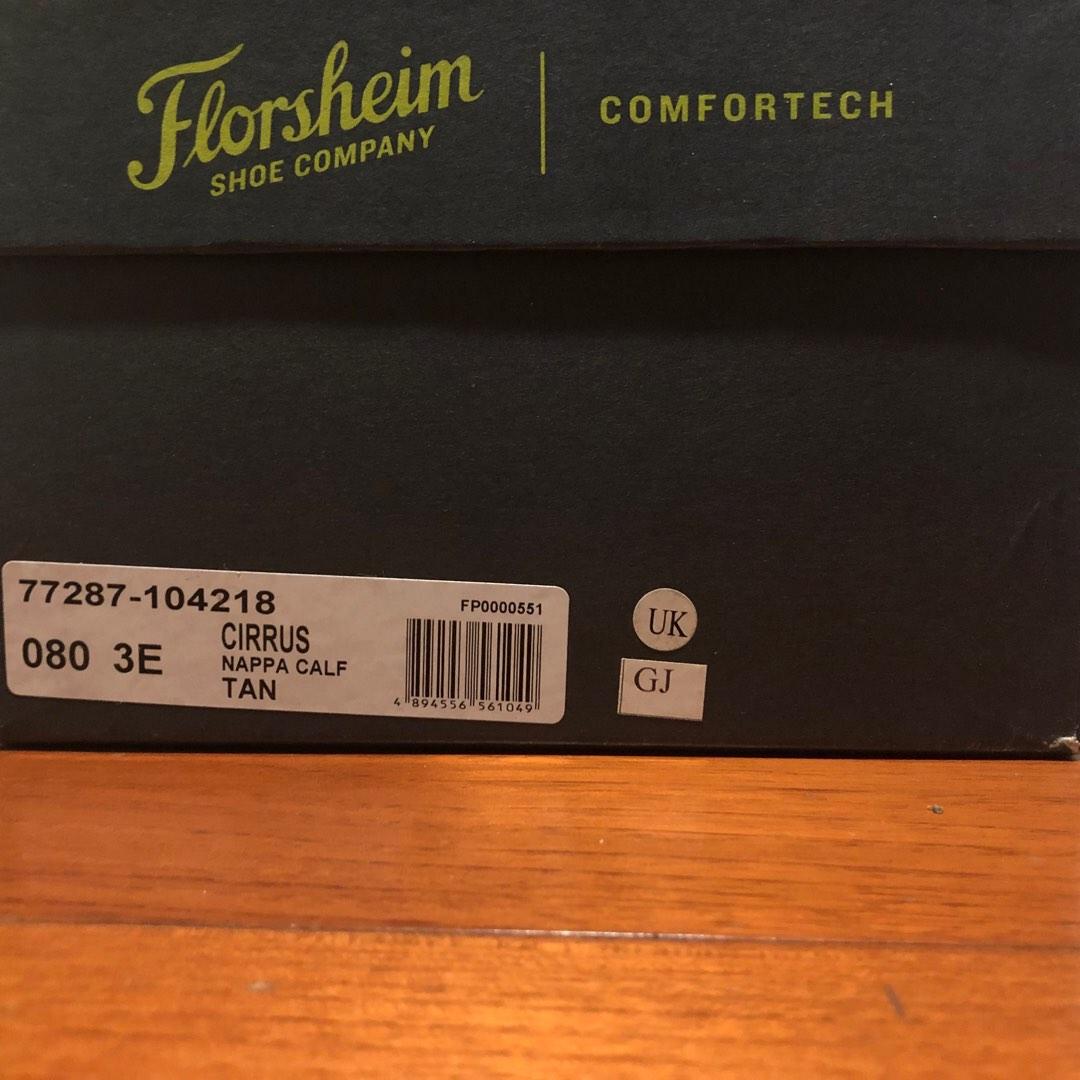 Florsheim
SHOE COMPANY
COMFORTECH
77287-104218
FP0000551
080 3E
CIRRUS
NAPPA CALF
TAN
4 894556 561049
UK
GJ